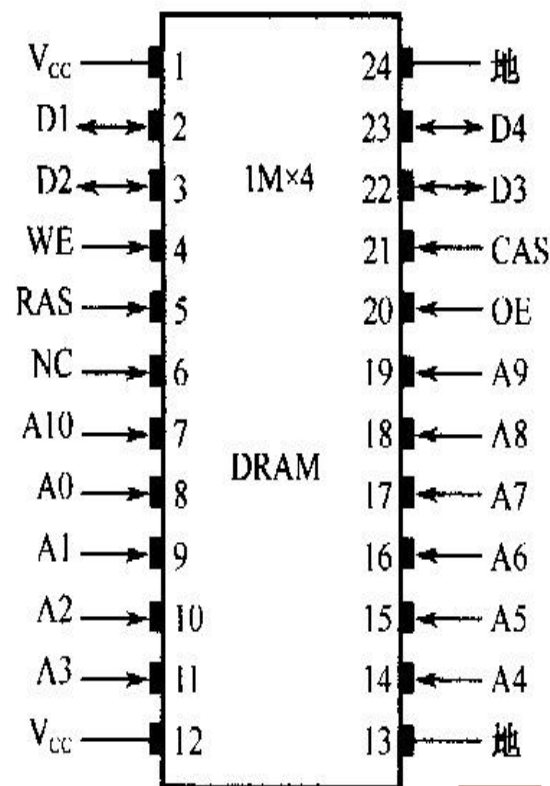 V_CC 1 24 地
D1 2 23 D4
D2 3 1M×4 22 D3
WE 4 21 CAS
RAS 5 20 OE
NC 6 19 A9
A10 7 18 A8
A0 8 DRAM 17 A7
A1 9 16 A6
A2 10 15 A5
A3 11 14 A4
V_CC 12 13 地